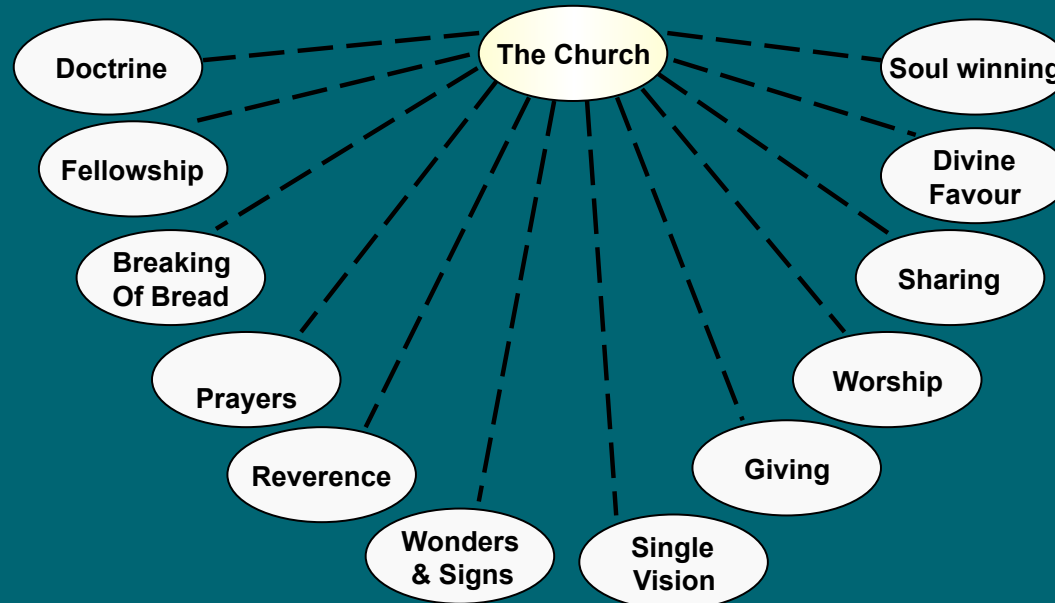 The Church
Doctrine
Fellowship
Breaking
Of Bread
Prayers
Reverence
Wonders
& Signs
Single
Vision
Giving
Worship
Sharing
Divine
Favour
Soul winning